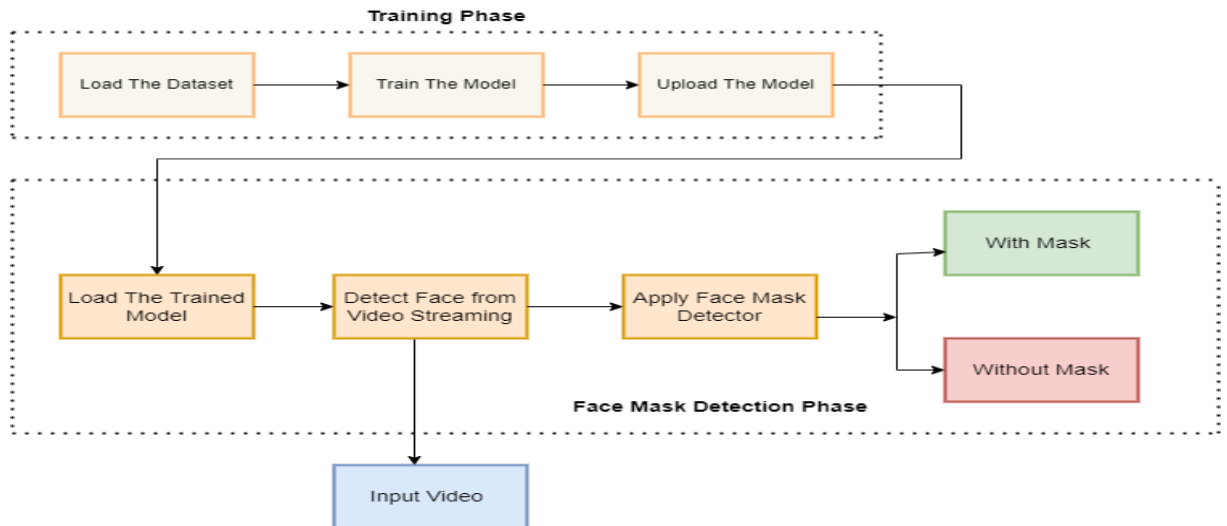 Training Phase
Load The Dataset
Train The Model
Upload The Model
With Mask
Load The Trained
Model
Detect Face from
Video Streaming
Apply Face Mask
Detector
Without Mask
Face Mask Detection Phase
Input Video